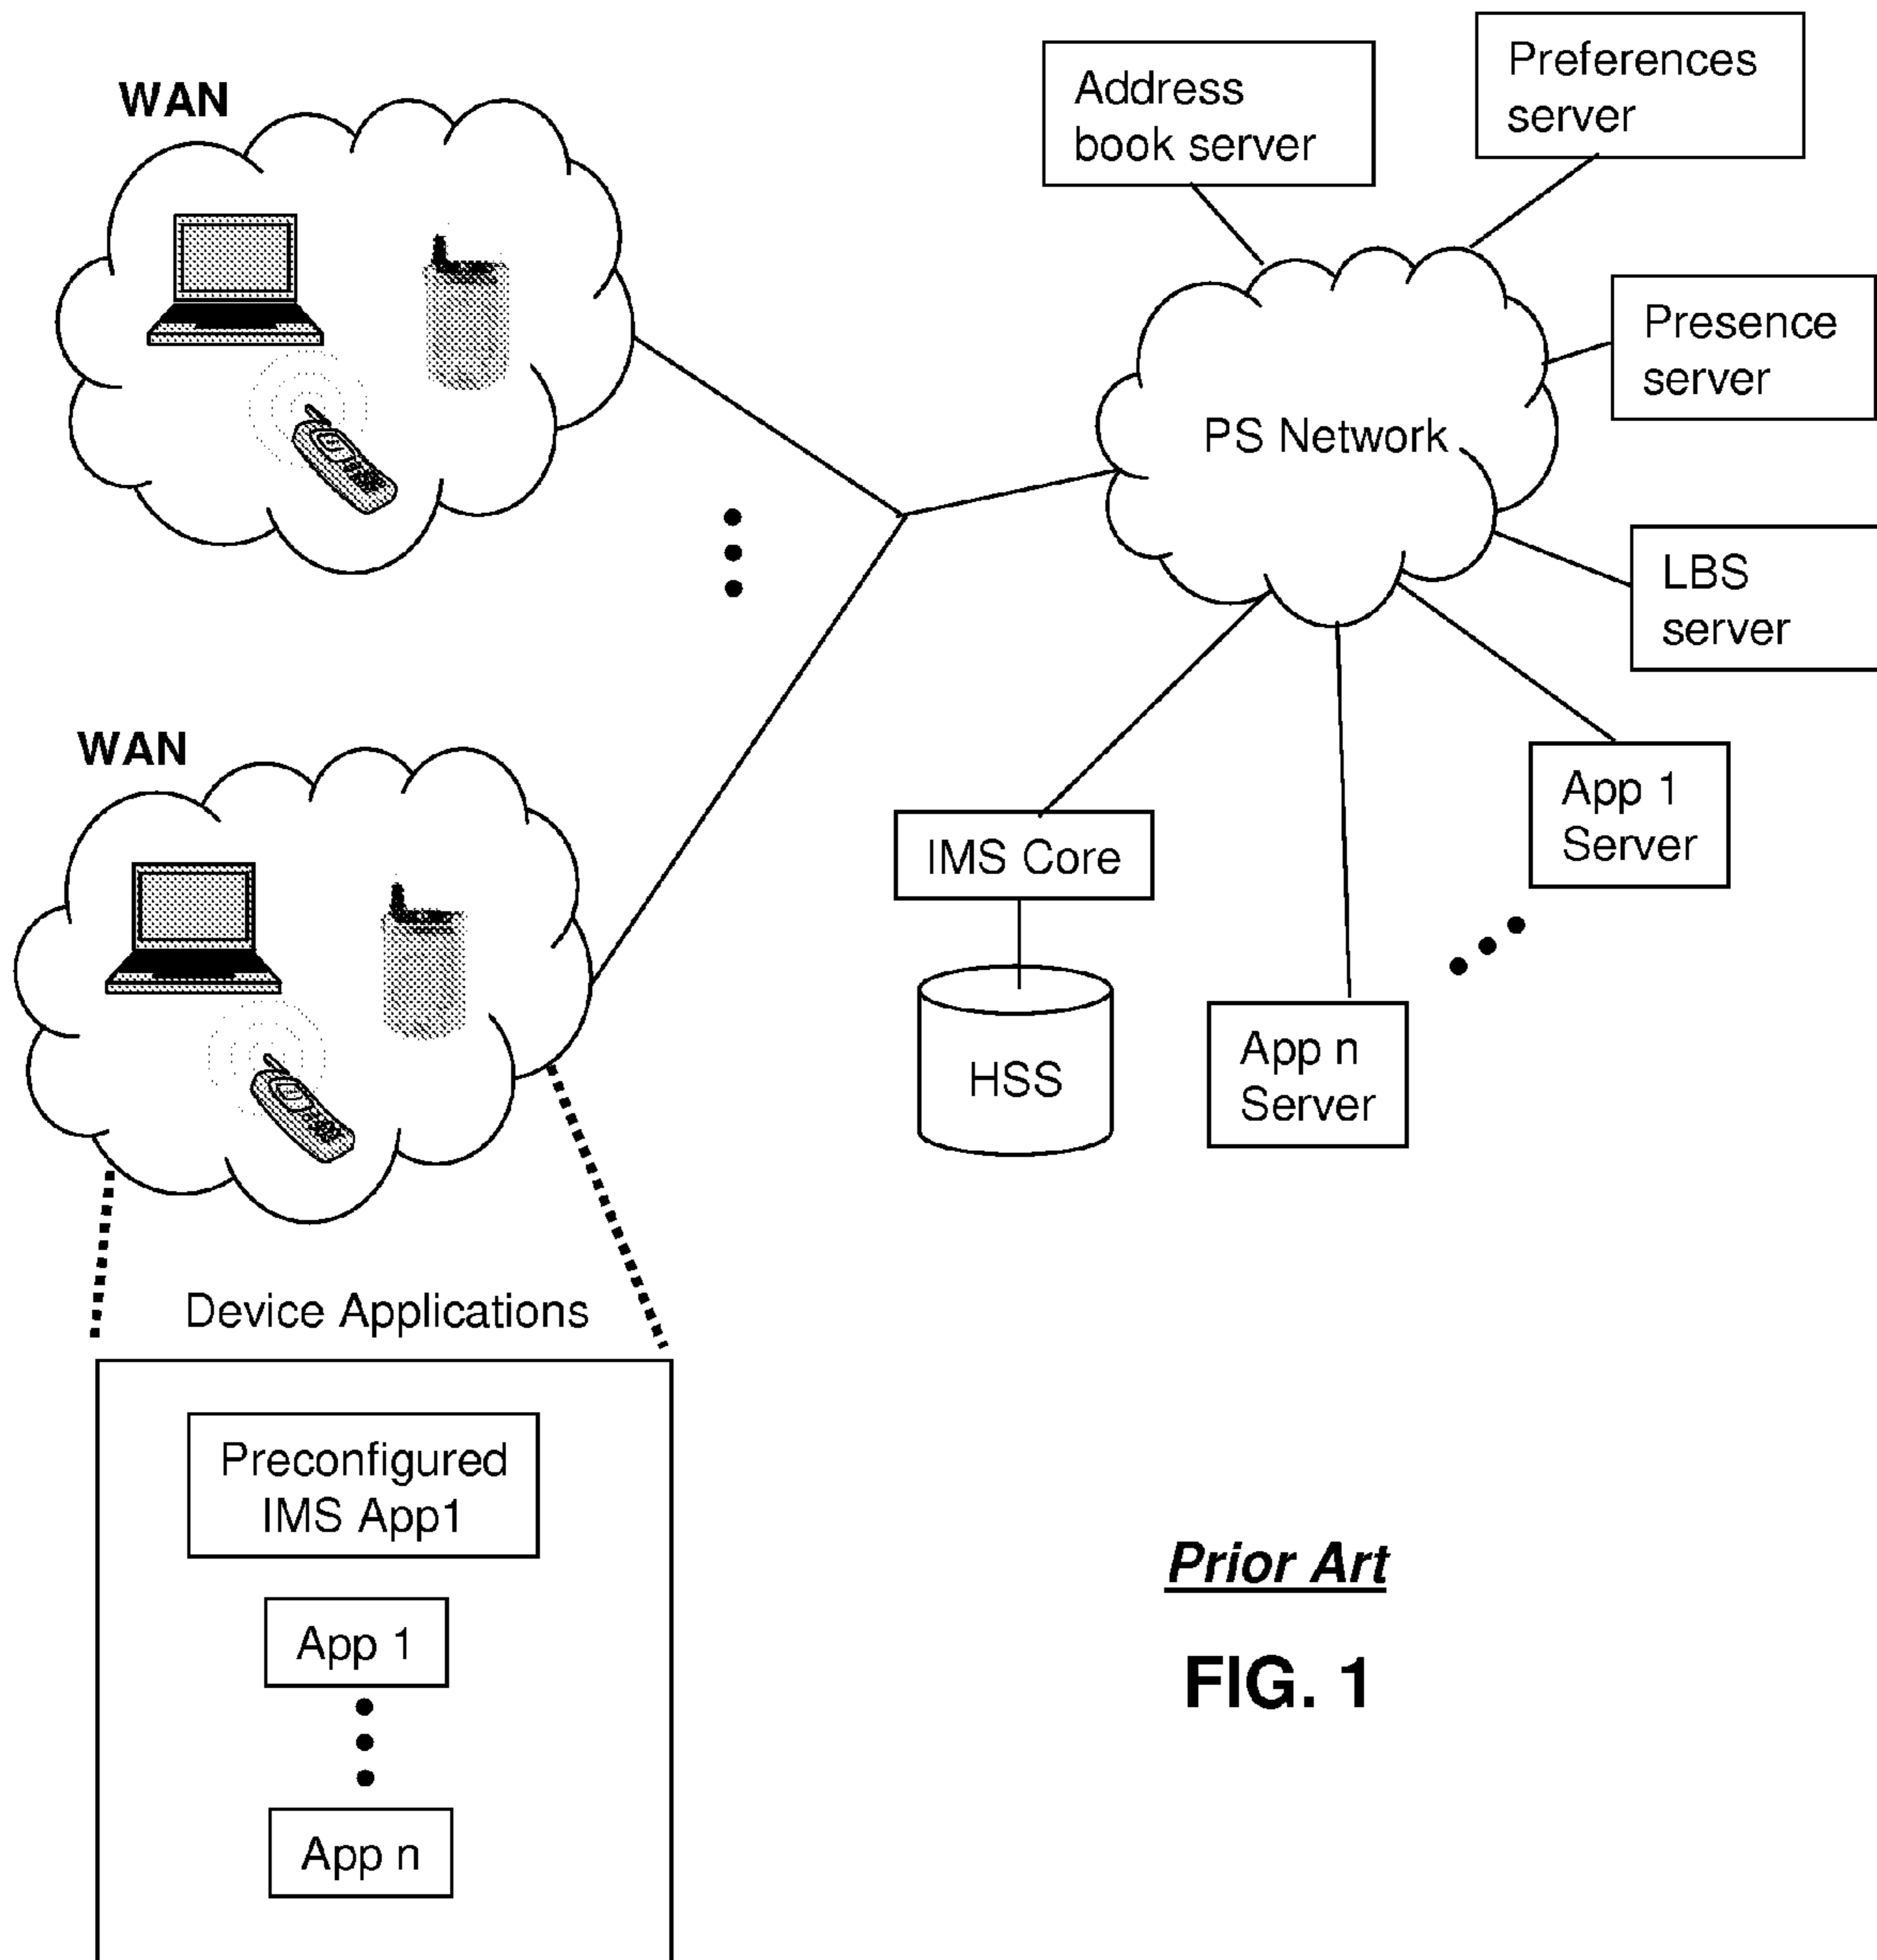 WAN
Address
book server
Preferences
server
Presence
server
PS Network
LBS
server
WAN
App 1
Server
IMS Core
HSS
App n
Server
Device Applications
Preconfigured
IMS App1
App 1
App n
Prior Art
FIG. 1